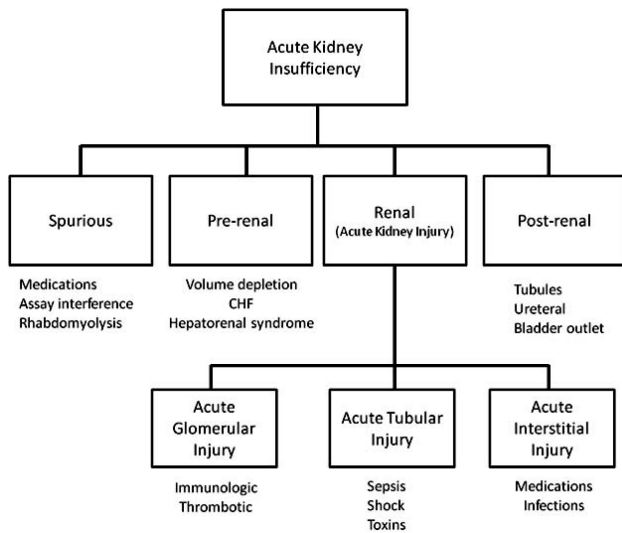 Acute Kidney
Insufficiency
Spurious
Pre-renal
Renal
(Acute Kidney Injury)
Post-renal
Medications
Assay interference
Rhabdomyolysis
Volume depletion
CHF
Hepatorenal syndrome
Tubules
Ureteral
Bladder outlet
Acute
Glomerular
Injury
Acute Tubular
Injury
Acute
Interstitial
Injury
Immunologic
Thrombotic
Sepsis
Shock
Toxins
Medications
Infections